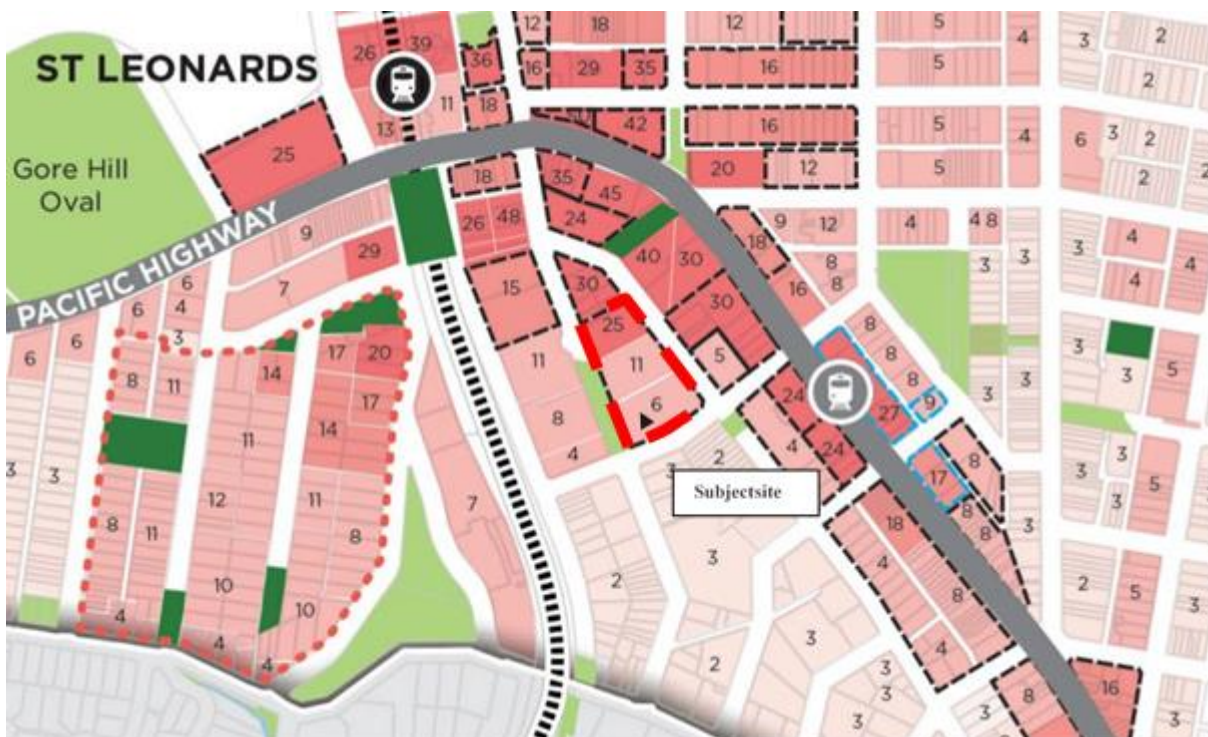 12 18 12 5 4 3 2
ST LEONARDS
26 39 36 16 29 35 16 5 2
25 13 11 18 42 16 5 4 6 3 2
Gore Hill
Oval
18 35 45 20 12 5 2 2
PACIFIC HIGHWAY
9 29 7 26 48 24 40 30 18 9 12 4 4 8 3 4
6 6 4 3 15 30 30 16 8 8 3 3 4 4
6 6 8 11 14 17 20 17 11 25 11 5 8 8 8 3 3 3 3 5
14 11 8 6 24 27 9
3 3 12 11 4 2 3 4 24 17 8 3 3 5
Subjectsite
8 11 8 7 3 18 8 8 3 3
10 10 2 3 4 8 2 5 3
4 4 4 2 3 3 4 3
3 3 3 8 16 3